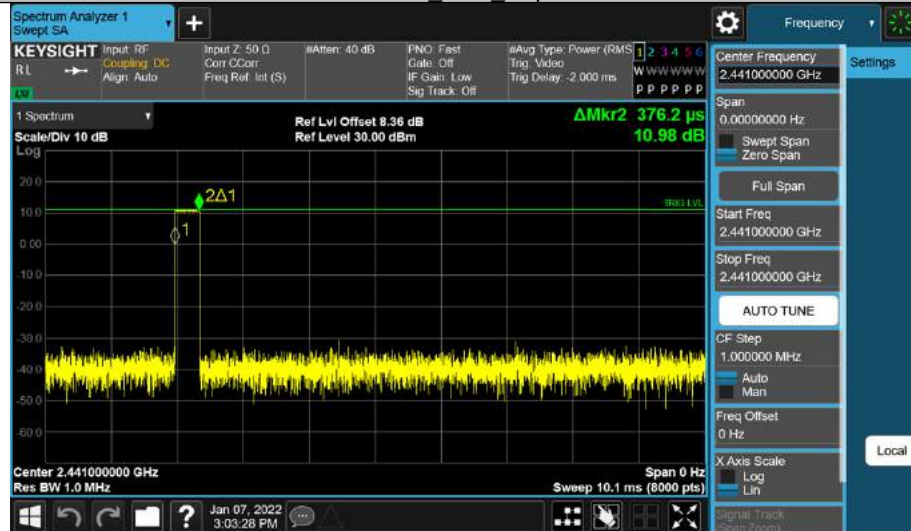 Spectrum Analyzer 1
Swept SA
Frequency
KEYSIGHT
RL
Input: RF
Coupling: DC
Align: Auto
Input Z: 50 Ω
Corr CCorr
Freq Ref: Int (S)
#Atten: 40 dB
PNO: Fast
Gate: Off
IF Gain: Low
Sig Track: Off
#Avg Type: Power (RMS
Trig: Video
Trig Delay: -2.000 ms
1 2 3 4 5 6
W W W W W W
P P P P P P
Center Frequency
2.441000000 GHz
Settings
1 Spectrum
Scale/Div 10 dB
Log
Ref Lvl Offset 8.36 dB
Ref Level 30.00 dBm
ΔMkr2 376.2 µs
10.98 dB
Span
0.00000000 Hz
Swept Span
Zero Span
Full Span
Start Freq
2.441000000 GHz
Stop Freq
2.441000000 GHz
AUTO TUNE
CF Step
1.000000 MHz
Auto
Man
Freq Offset
0 Hz
X Axis Scale
Log
Lin
Signal Track
(Span Zoom)
Local
20.0
10.0
0.00
-10.0
-20.0
-30.0
-40.0
-50.0
-60.0
2Δ1
1
TRIG LVL
Center 2.441000000 GHz
Res BW 1.0 MHz
Span 0 Hz
Sweep 10.1 ms (8000 pts)
Jan 07, 2022
3:03:28 PM